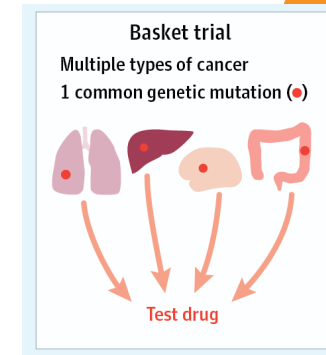 Basket trial
Multiple types of cancer
1 common genetic mutation (●)
Test drug